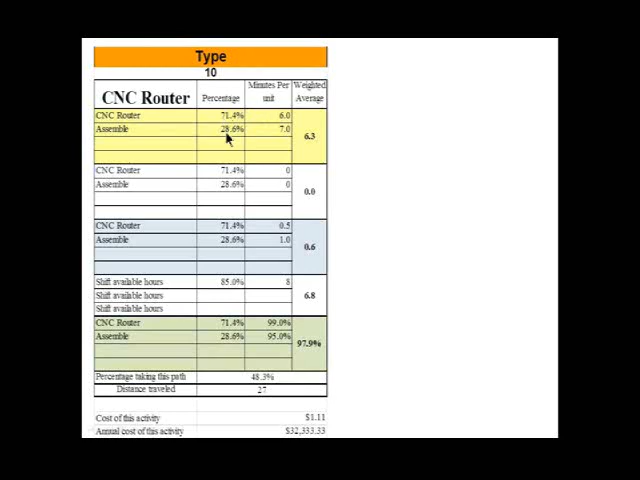 Type
10
CNC Router Percentage Minutes Per unit Weighted Average
CNC Router 71.4% 6.0
Assemble 28.6% 7.0
6.3
CNC Router 71.4% 0
Assemble 28.6% 0
0.0
CNC Router 71.4% 0.5
Assemble 28.6% 1.0
0.6
Shift available hours 85.0% 8
Shift available hours
6.8
Shift available hours
CNC Router 71.4% 99.0%
Assemble 28.6% 95.0%
97.9%
Percentage taking this path 48.3%
Distance traveled 27
Cost of this activity $1.11
Annual cost of this activity $32,333.33